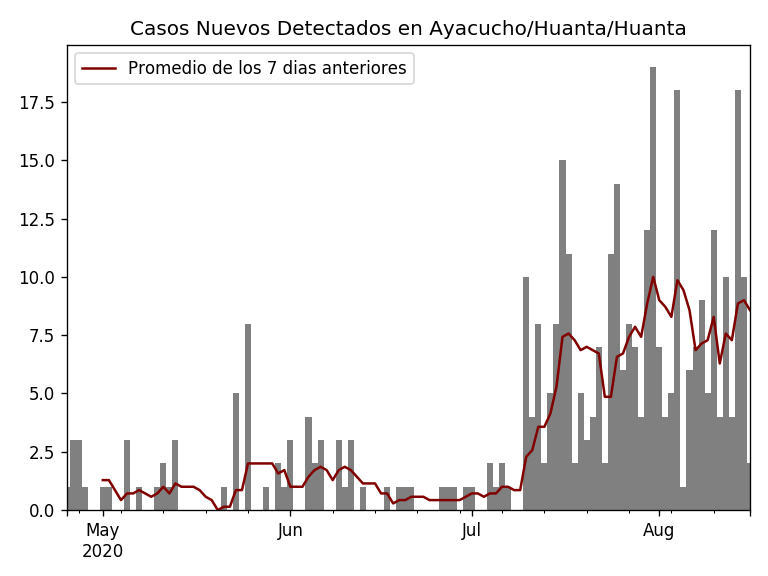 Casos Nuevos Detectados en Ayacucho/Huanta/Huanta
Promedio de los 7 dias anteriores
17.5
15.0
12.5
10.0
7.5
5.0
2.5
0.0
May
2020
Jun
Jul
Aug